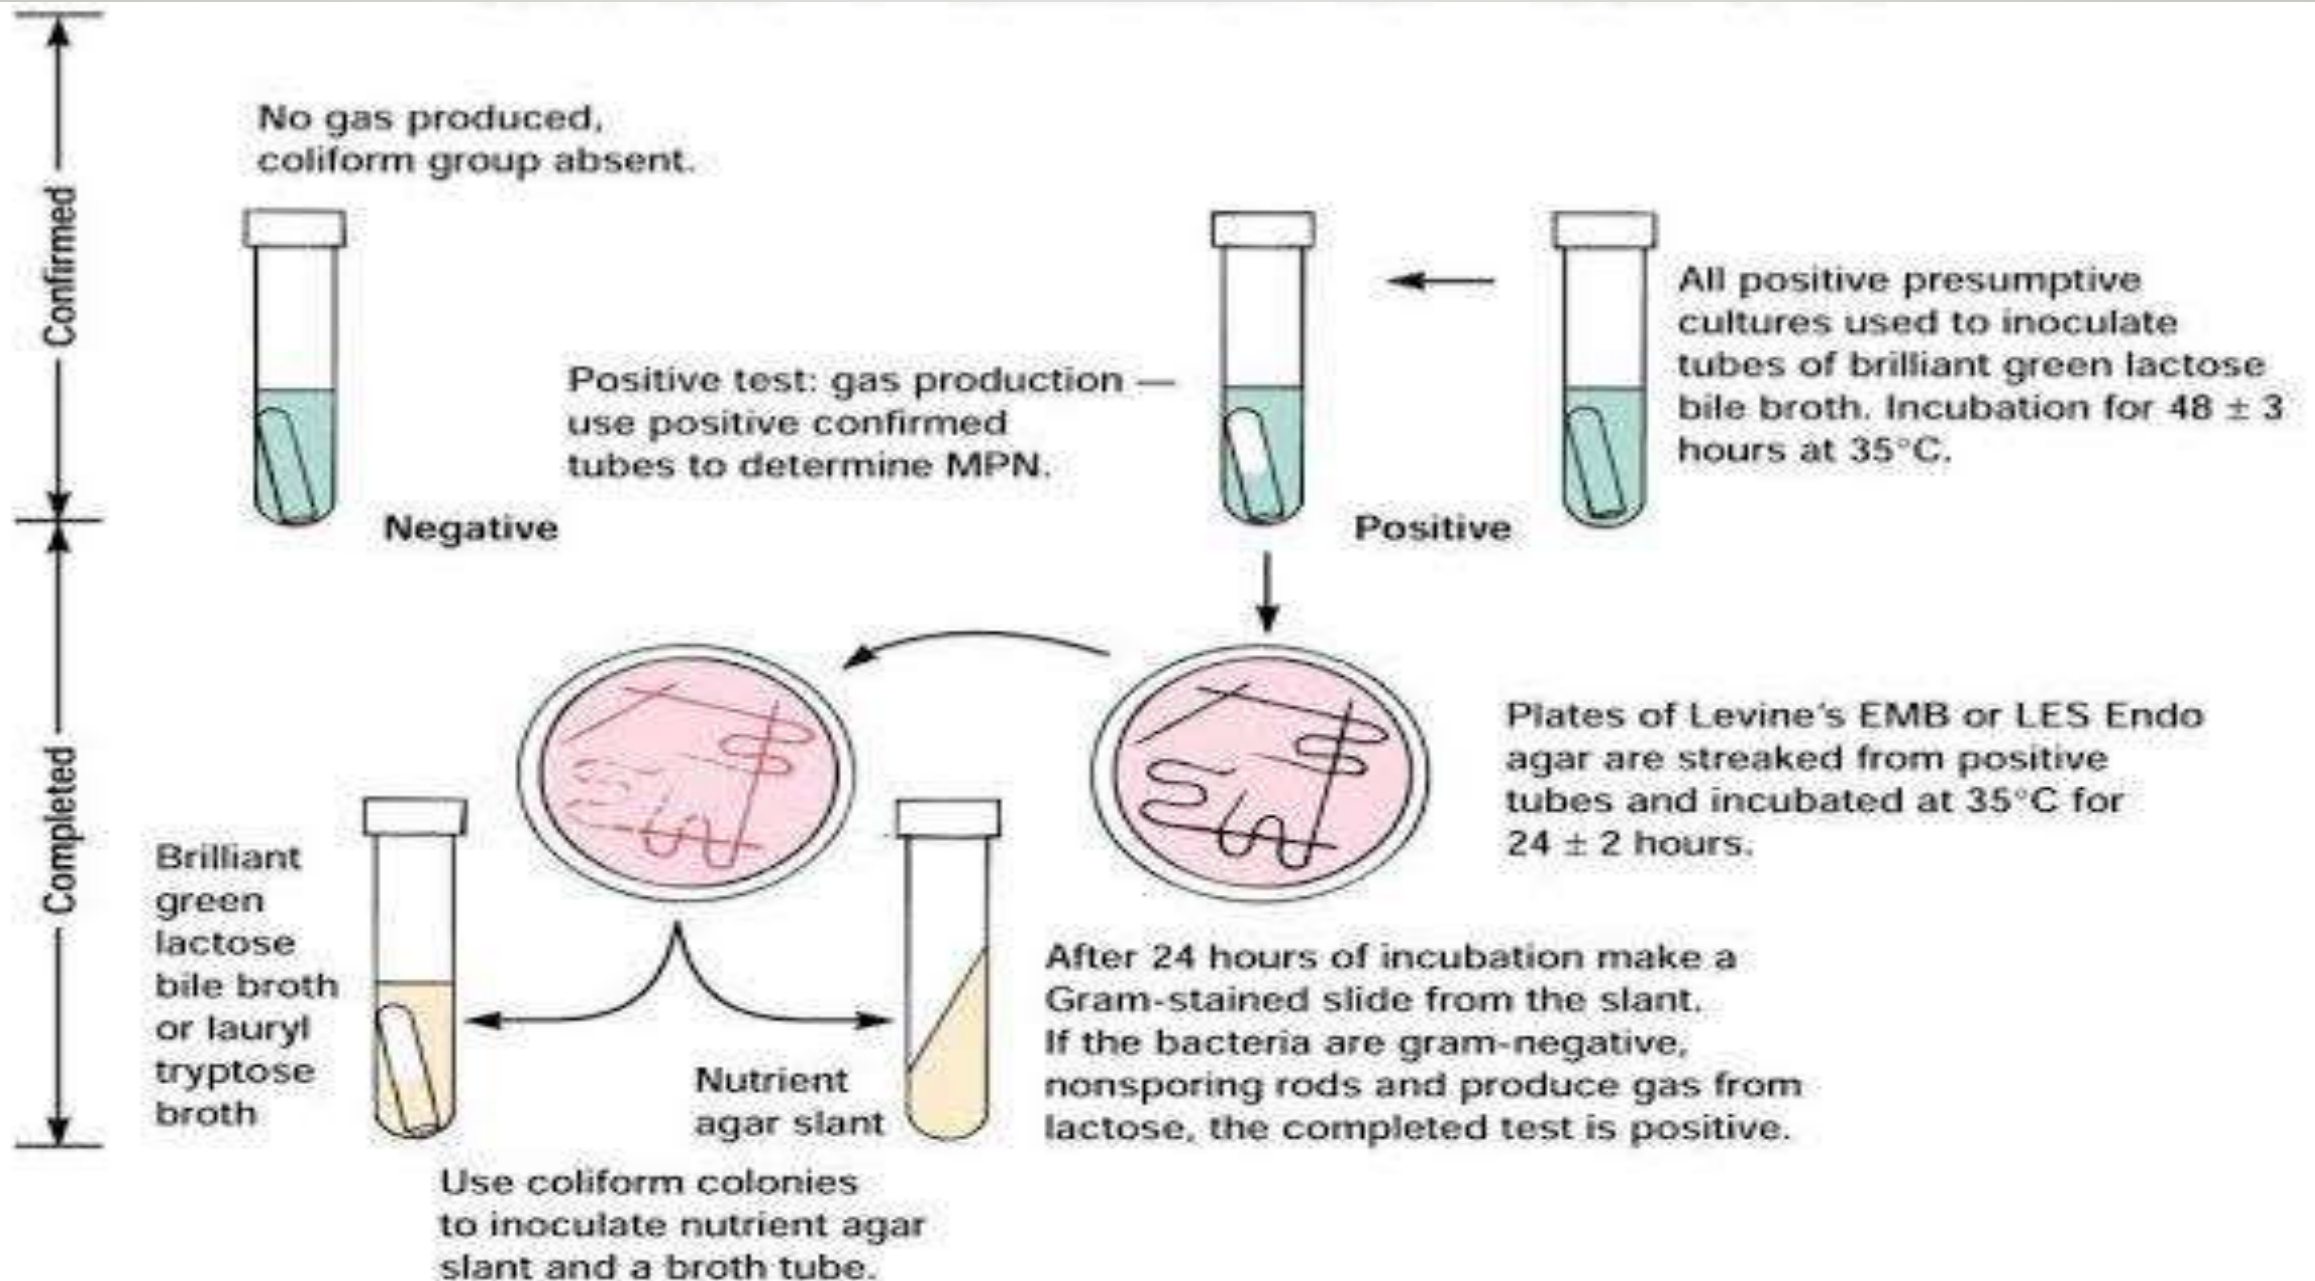 Confirmed
No gas produced,
coliform group absent.
Negative
Positive test: gas production
use positive confirmed
tubes to determine MPN.
Positive
All positive presumptive
cultures used to inoculate
tubes of brilliant green lactose
bile broth. Incubation for 48 ± 3
hours at 35°C.
Completed
Plates of Levine's EMB or LES Endo
agar are streaked from positive
tubes and incubated at 35°C for
24 ± 2 hours.
Brilliant
green
lactose
bile broth
or lauryl
tryptose
broth
Nutrient
agar slant
After 24 hours of incubation make a
Gram-stained slide from the slant.
If the bacteria are gram-negative,
nonsporing rods and produce gas from
lactose, the completed test is positive.
Use coliform colonies
to inoculate nutrient agar
slant and a broth tube.